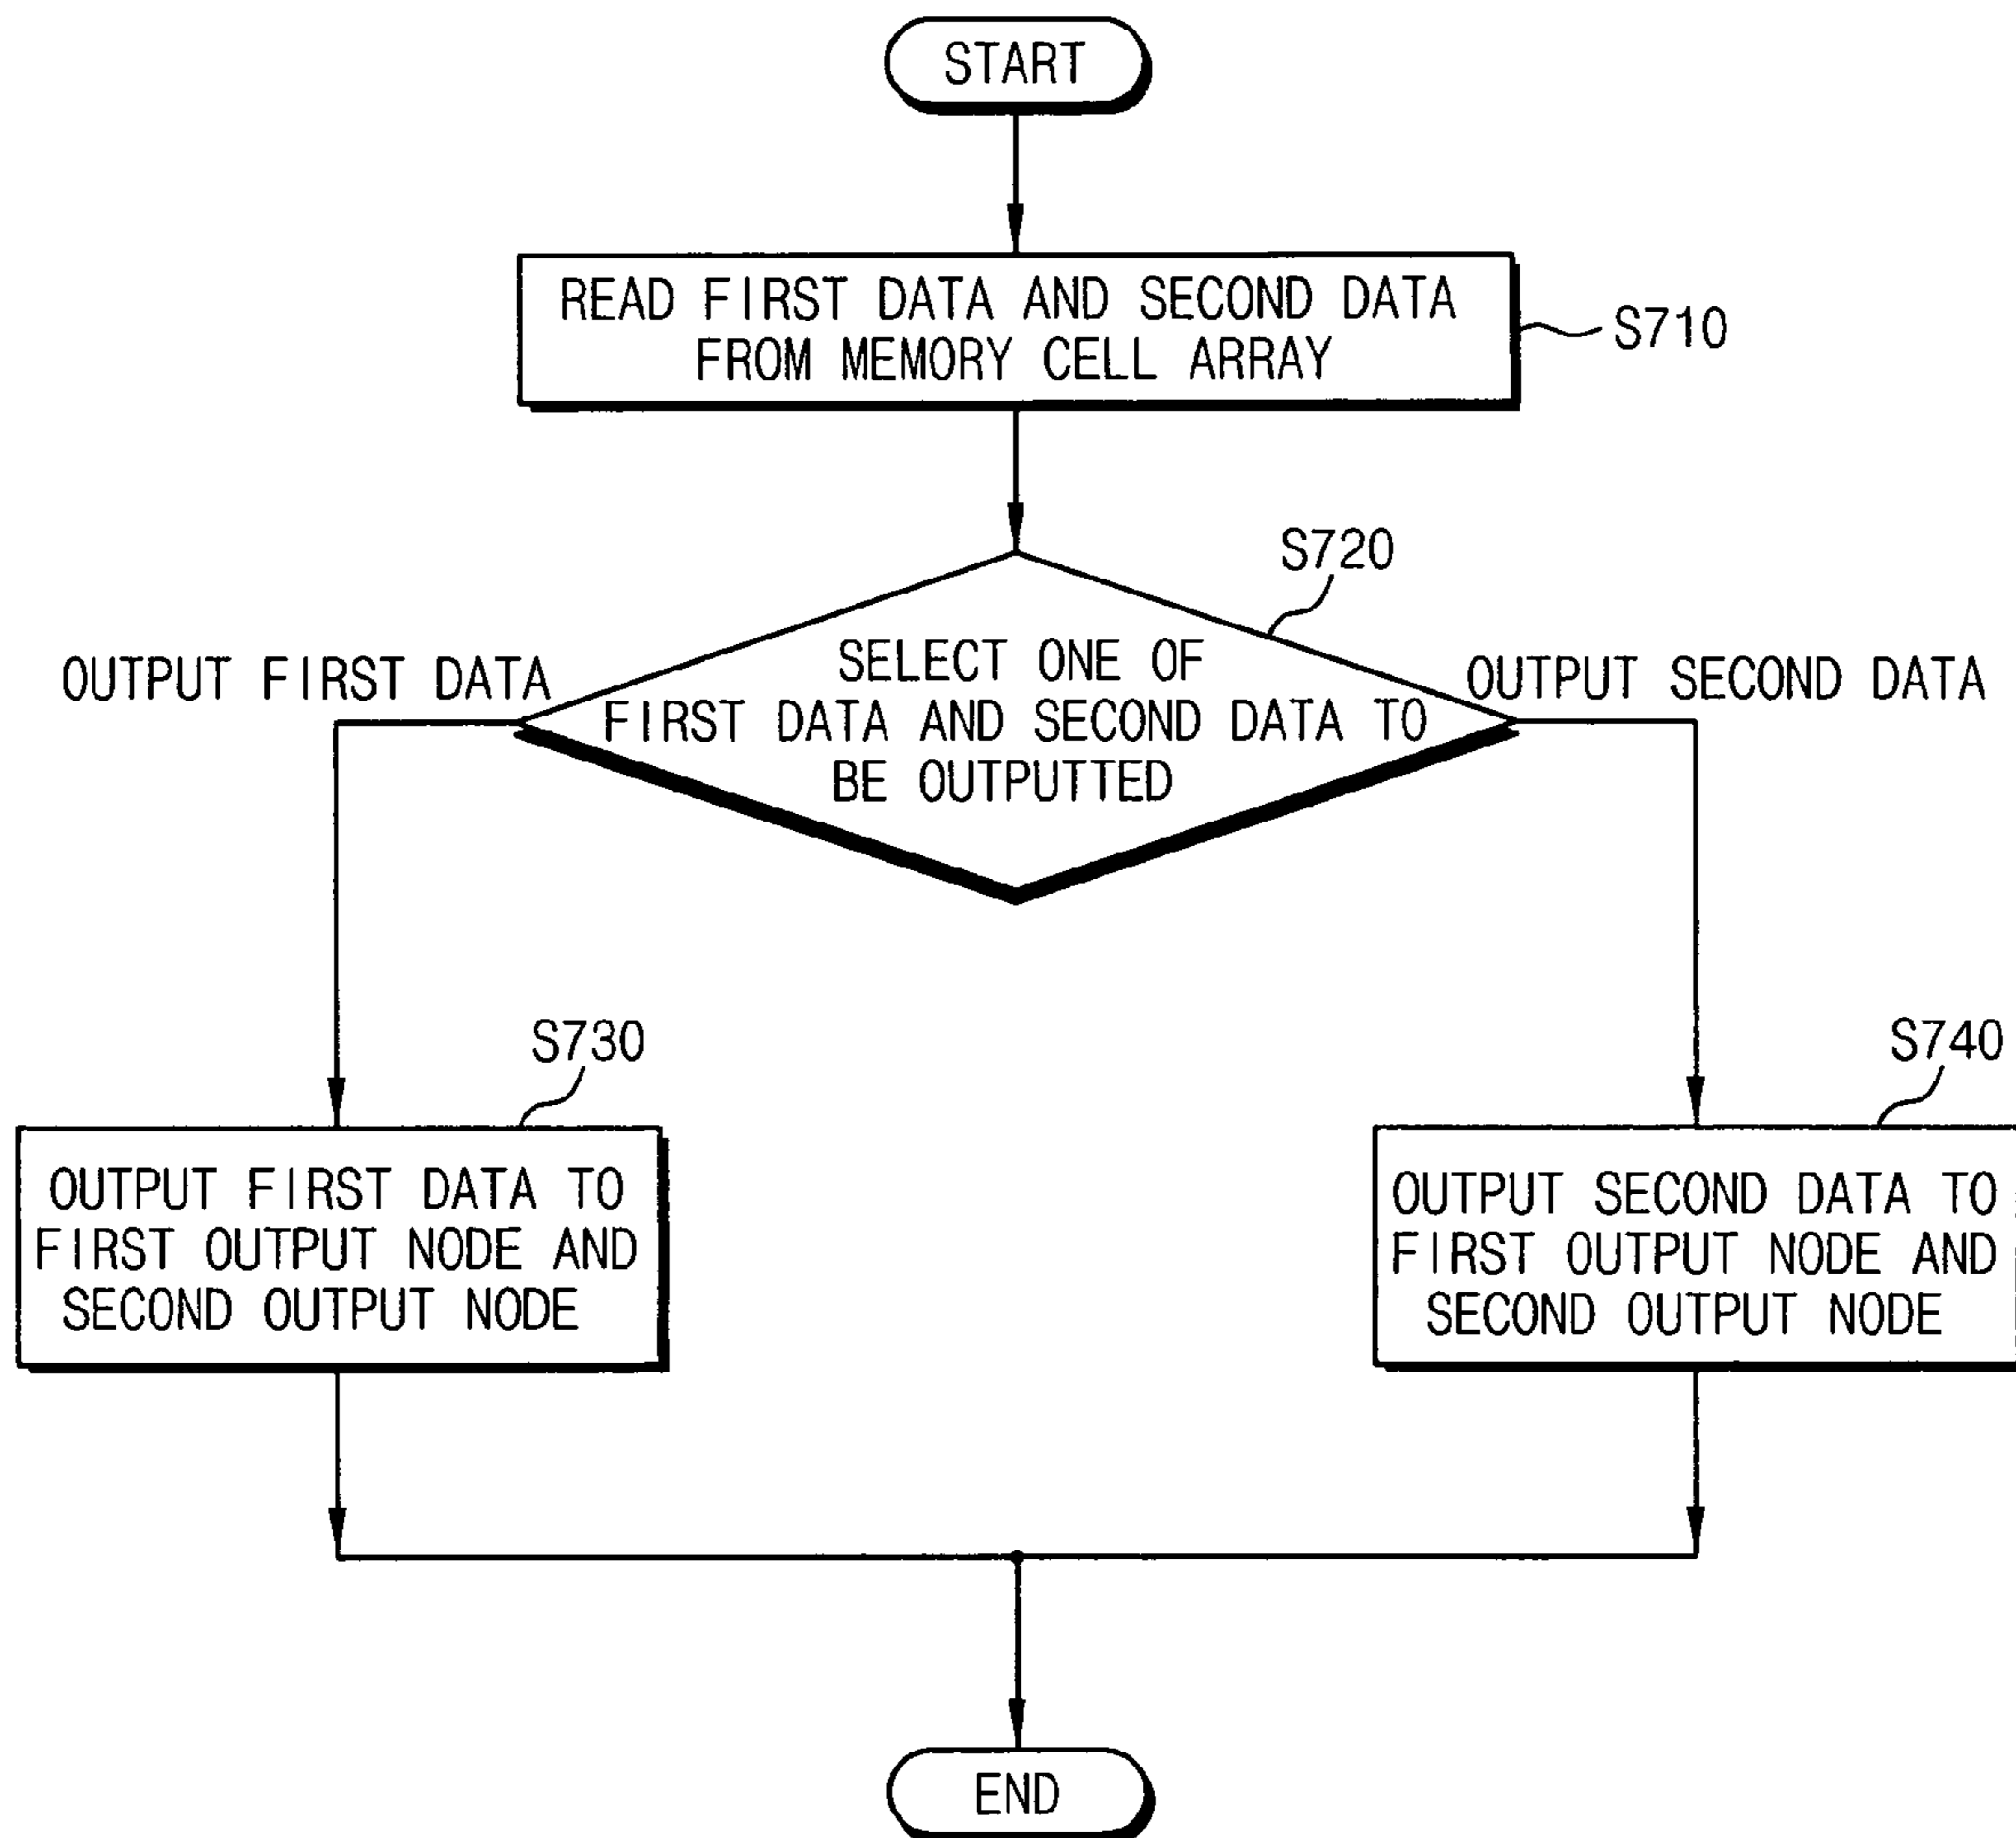 START
READ FIRST DATA AND SECOND DATA
FROM MEMORY CELL ARRAY
S710
S720
OUTPUT FIRST DATA
SELECT ONE OF
FIRST DATA AND SECOND DATA TO
BE OUTPUTTED
OUTPUT SECOND DATA
S730
OUTPUT FIRST DATA TO
FIRST OUTPUT NODE AND
SECOND OUTPUT NODE
S740
OUTPUT SECOND DATA TO
FIRST OUTPUT NODE AND
SECOND OUTPUT NODE
END